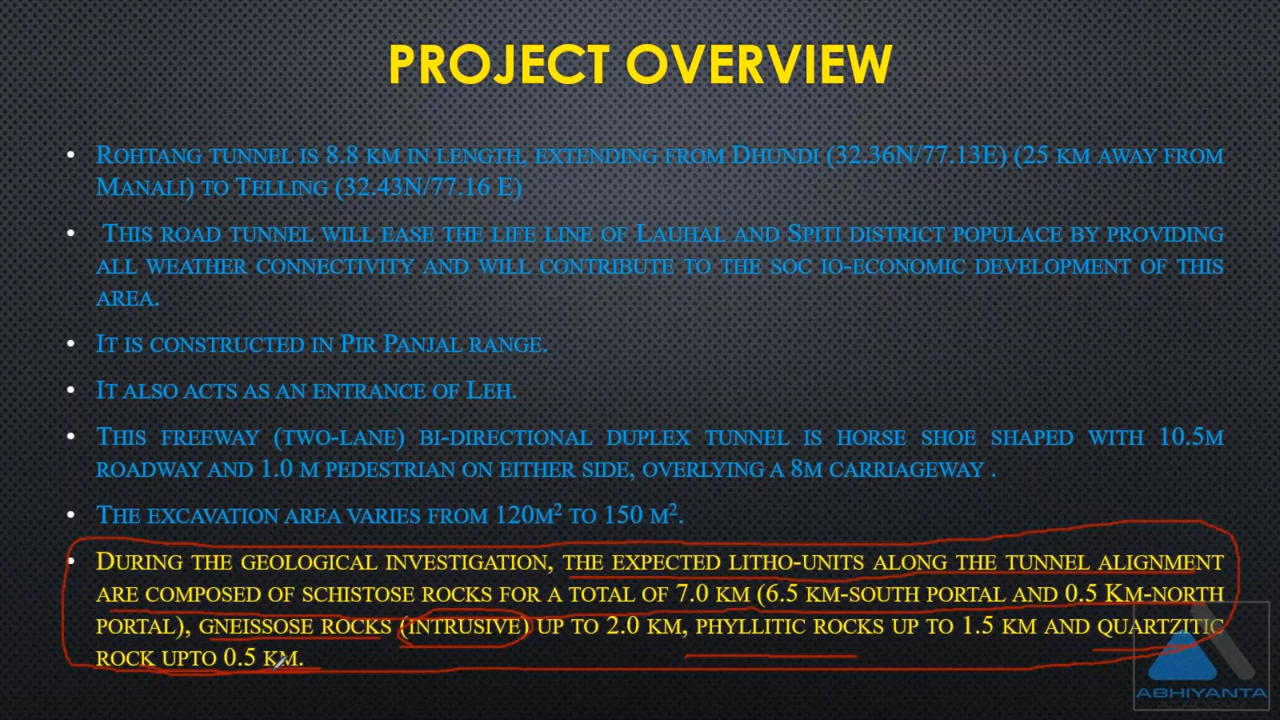 PROJECT OVERVIEW
• ROHTANG TUNNEL IS 8.8 KM IN LENGTH, EXTENDING FROM DHUNDI (32.36N/77.13E) (25 KM AWAY FROM
MANALI) TO TELLING (32.43N/77.16 E)
• THIS ROAD TUNNEL WILL EASE THE LIFE LINE OF LAUHAL AND SPITI DISTRICT POPULACE BY PROVIDING
ALL WEATHER CONNECTIVITY AND WILL CONTRIBUTE TO THE SOC IO-ECONOMIC DEVELOPMENT OF THIS
AREA.
• IT IS CONSTRUCTED IN PIR PANJAL RANGE.
• IT ALSO ACTS AS AN ENTRANCE OF LEH.
• THIS FREEWAY (TWO-LANE) BI-DIRECTIONAL DUPLEX TUNNEL IS HORSE SHOE SHAPED WITH 10.5M
ROADWAY AND 1.0 M PEDESTRIAN ON EITHER SIDE, OVERLYING A 8M CARRIAGEWAY .
• THE EXCAVATION AREA VARIES FROM 120M² TO 150 M².
• DURING THE GEOLOGICAL INVESTIGATION, THE EXPECTED LITHO-UNITS ALONG THE TUNNEL ALIGNMENT
ARE COMPOSED OF SCHISTOSE ROCKS FOR A TOTAL OF 7.0 KM (6.5 KM-SOUTH PORTAL AND 0.5 KM-NORTH
PORTAL), GNEISSOSE ROCKS (INTRUSIVE) UP TO 2.0 KM, PHYLLITIC ROCKS UP TO 1.5 KM AND QUARTZITIC
ROCK UPTO 0.5 KM.
ABHIYANTA
ACADEMY